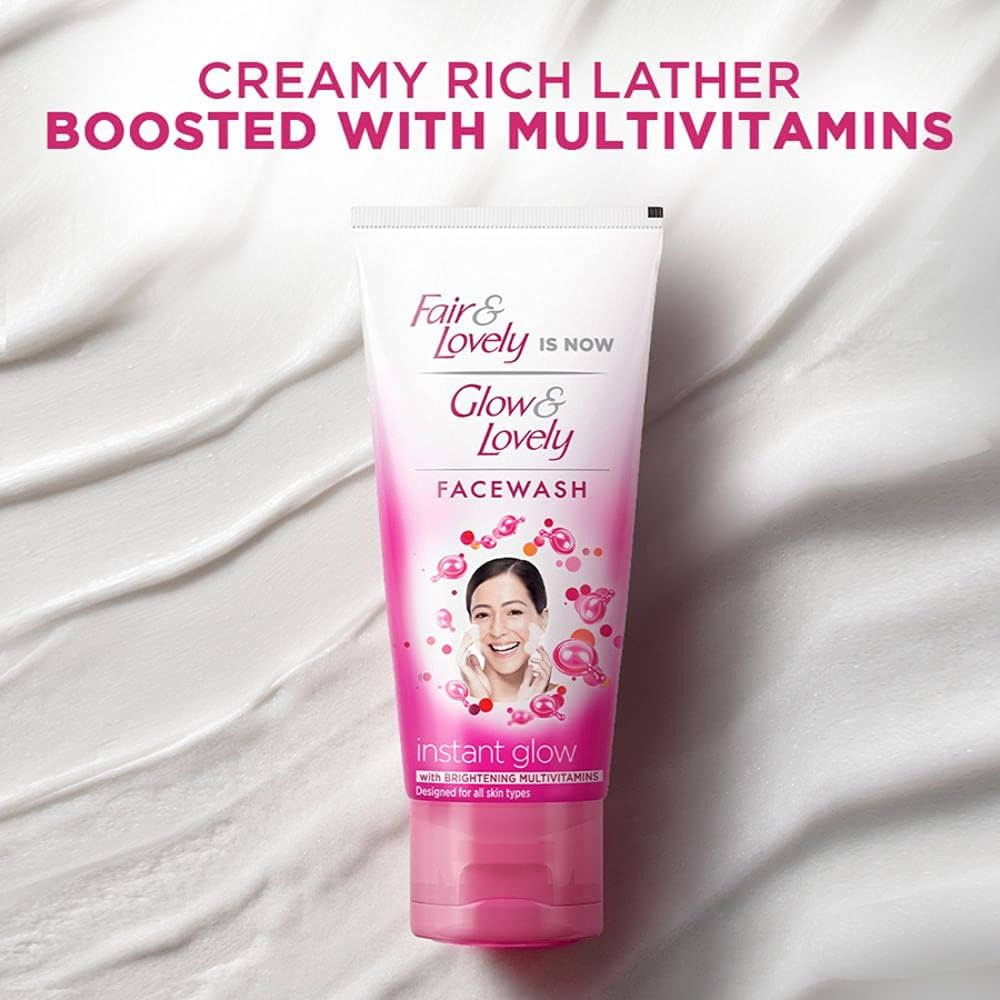 CREAMY RICH LATHER
BOOSTED WITH MULTIVITAMINS
Fair &
Lovely IS NOW
Glow &
Lovely
FACEWASH
instant glow
with BRIGHTENING MULTIVITAMINS
Designed for all skin types